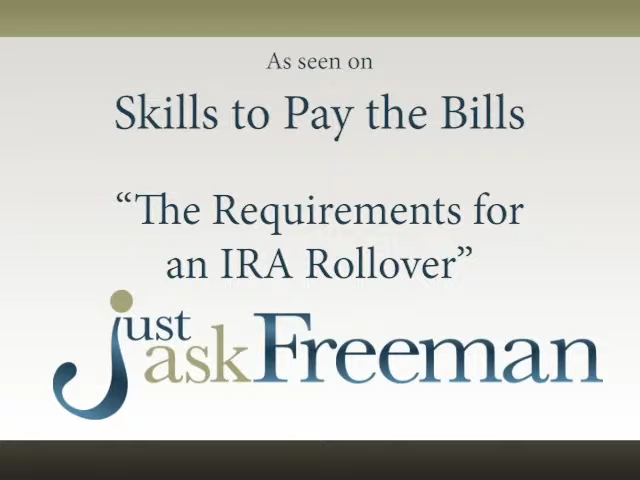 As seen on
Skills to Pay the Bills
“The Requirements for
an IRA Rollover”
just
ask Freeman